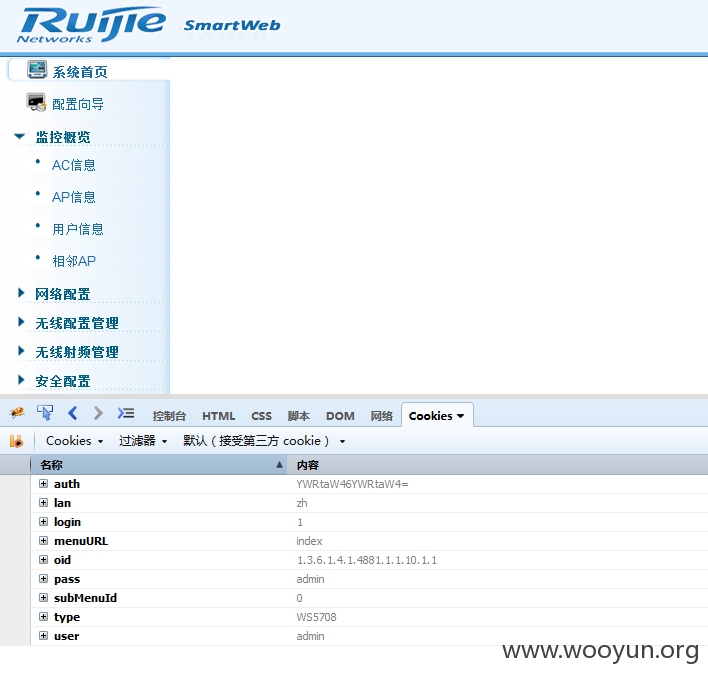 Ruijie
Networks
SmartWeb
系统首页
配置向导
监控概览
AC信息
AP信息
用户信息
相邻AP
网络配置
无线配置管理
无线射频管理
安全配置
控制台 HTML CSS 脚本 DOM 网络 Cookies
Cookies 过滤器 默认（接受第三方 cookie）
名称 内容
auth YWRtaW46YWRtaW4=
lan zh
login 1
menuURL index
oid 1.3.6.1.4.1.4881.1.1.10.1.1
pass admin
subMenuId 0
type WS5708
user admin
www.wooyun.org